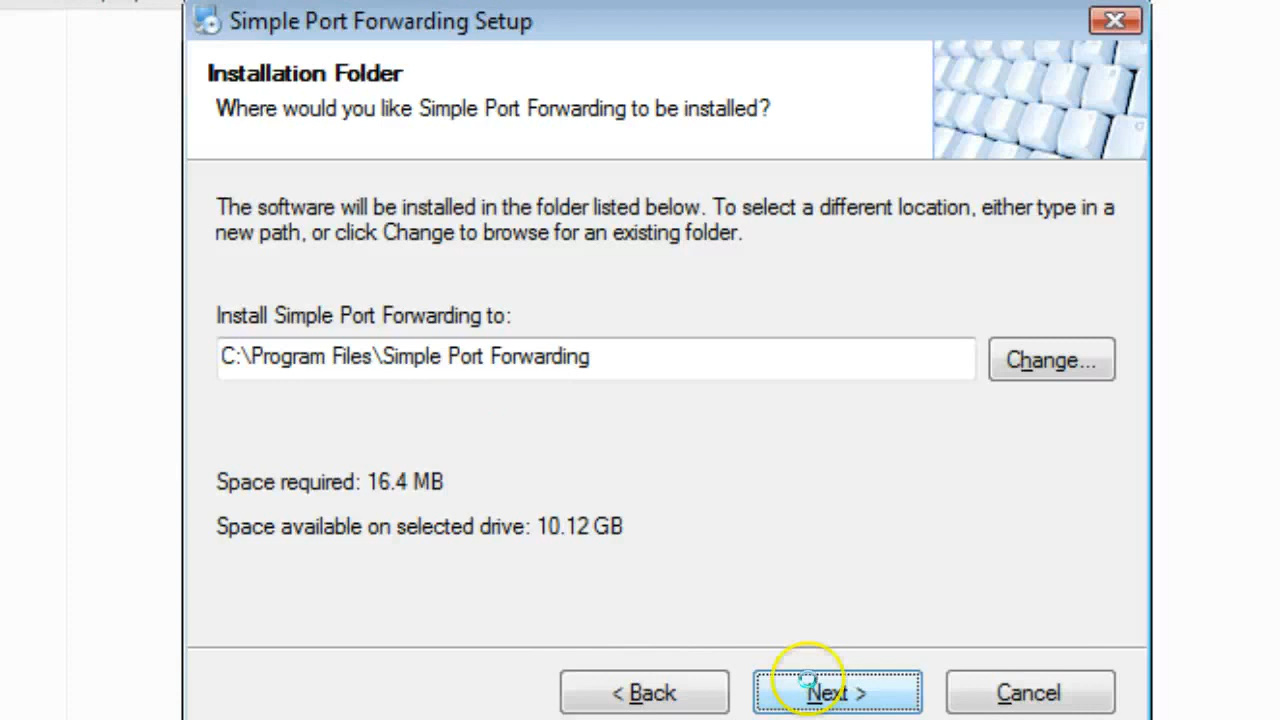 Simple Port Forwarding Setup
Installation Folder
Where would you like Simple Port Forwarding to be installed?
The software will be installed in the folder listed below. To select a different location, either type in a
new path, or click Change to browse for an existing folder.
Install Simple Port Forwarding to:
C:\Program Files\Simple Port Forwarding
Change...
Space required: 16.4 MB
Space available on selected drive: 10.12 GB
< Back
Next >
Cancel